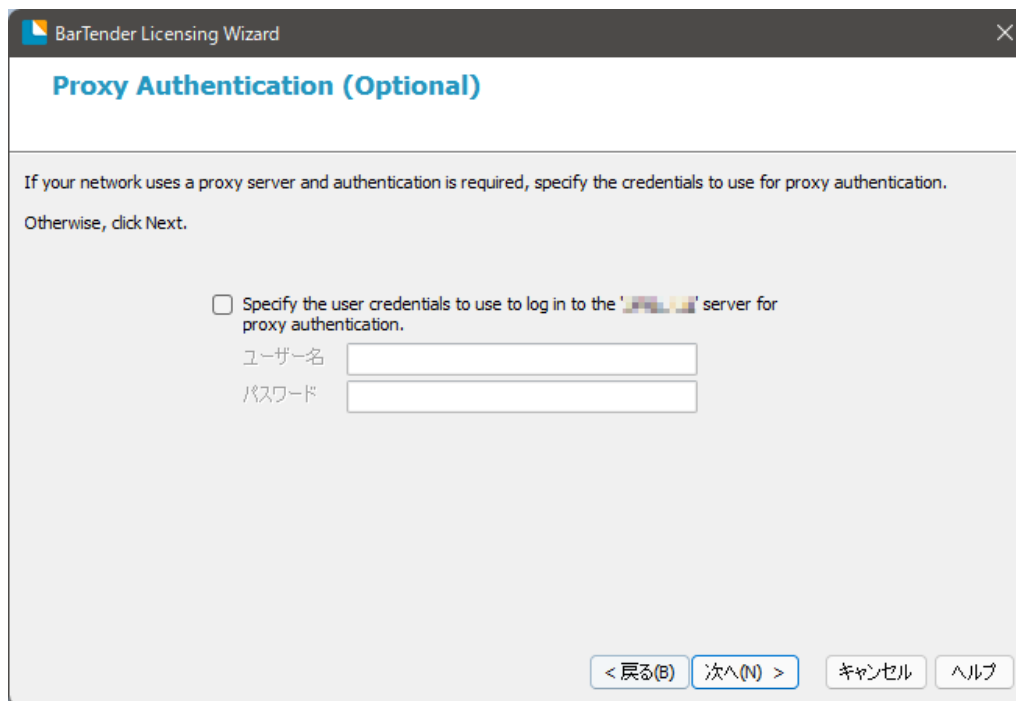 BarTender Licensing Wizard
Proxy Authentication (Optional)
If your network uses a proxy server and authentication is required, specify the credentials to use for proxy authentication.
Otherwise, click Next.
Specify the user credentials to use to log in to the '' server for
proxy authentication.
ユーザー名
パスワード
< 戻る(B)
次へ(N) >
キャンセル
ヘルプ